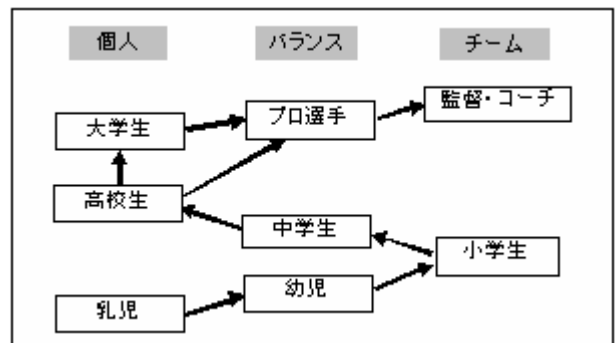 個人
バランス
チーム
大学生
プロ選手
監督・コーチ
高校生
中学生
小学生
乳児
幼児